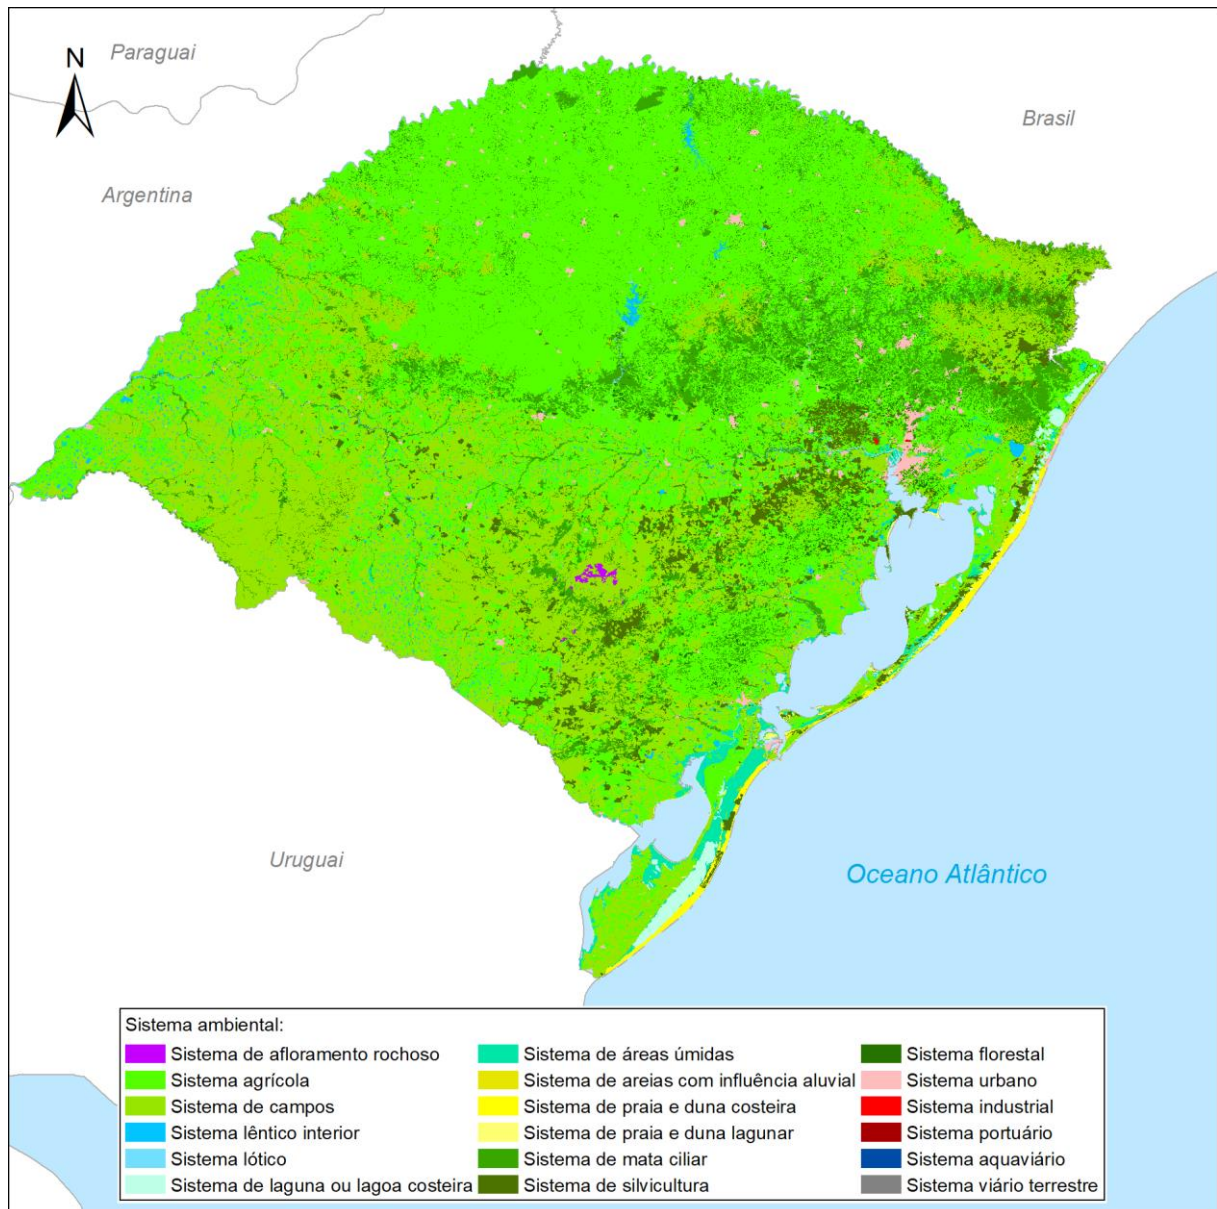 Paraguai
N
Brasil
Argentina
Uruguai
Oceano Atlântico
Sistema ambiental:
Sistema de afloramento rochoso
Sistema agrícola
Sistema de campos
Sistema lêntico interior
Sistema lótico
Sistema de laguna ou lagoa costeira
Sistema de áreas úmidas
Sistema de areias com influência aluvial
Sistema de praia e duna costeira
Sistema de praia e duna lagunar
Sistema de mata ciliar
Sistema de silvicultura
Sistema florestal
Sistema urbano
Sistema industrial
Sistema portuário
Sistema aquaviário
Sistema viário terrestre